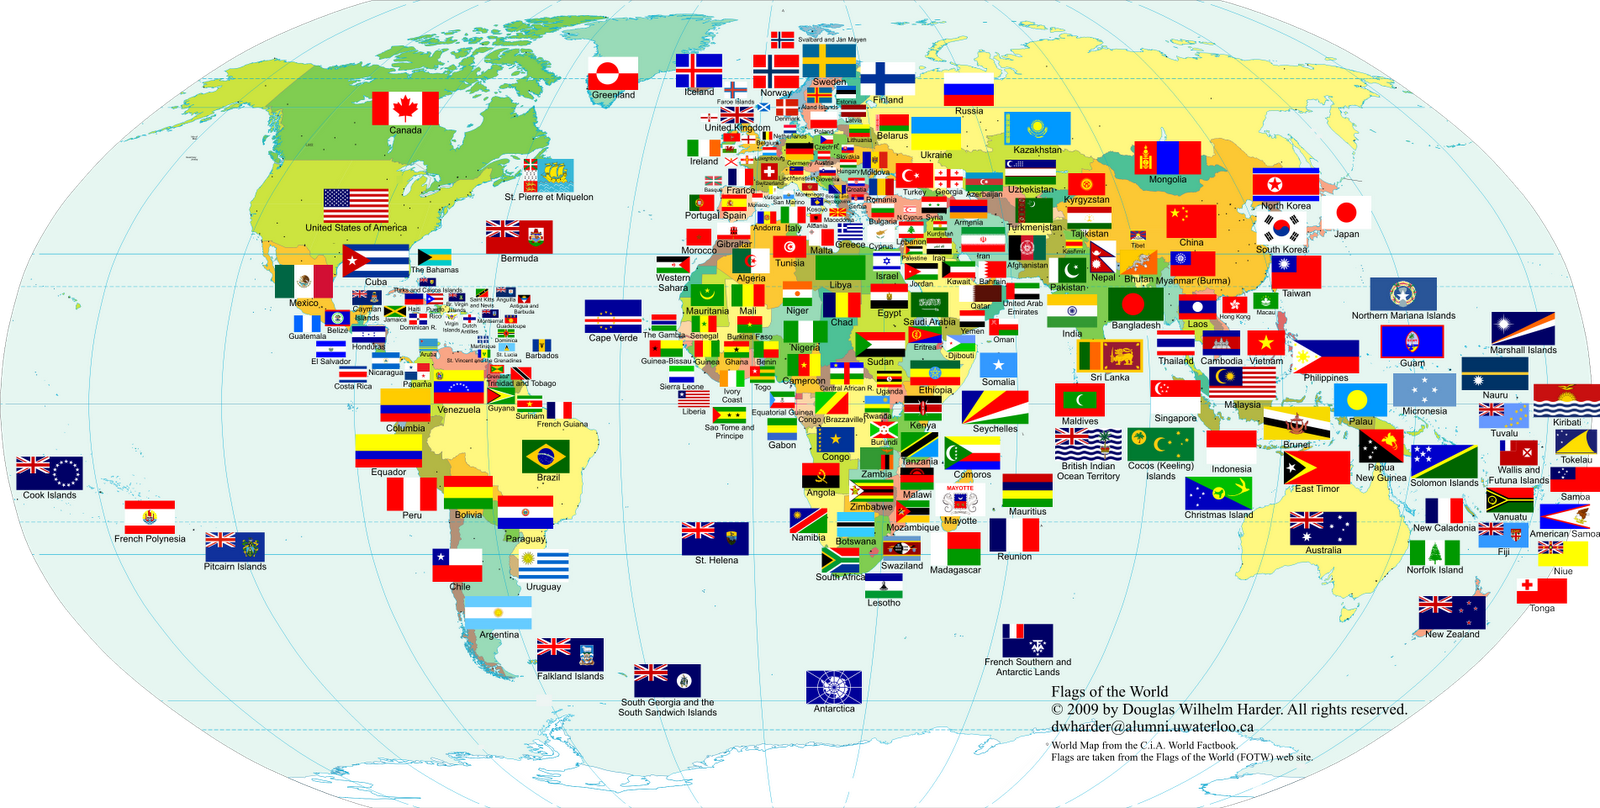 Svalbard and Jan Mayen
Sweden
Norway
Iceland
Greenland
Finland
Russia
Canada
Faroe Islands
Aland Islands
Estonia
Latvia
Denmark
United Kingdom
Lithuania
Belarus
Poland
Netherlands
Ireland
Belgium
Ukraine
Kazakhstan
Germany
Czech R.
Slovakia
Luxembourg
Austria
Moldova
Hungary
Liechtenstein
Slovenia
Switzerland
France
Croatia
Romania
Turkey
Georgia
Azerbaijan
Uzbekistan
Kyrgyzstan
Mongolia
North Korea
St. Pierre et Miquelon
United States of America
Portugal
Spain
Monaco
Vatican
San Marino
Montenegro
Kosovo
Serbia
Macedonia
Bulgaria
Andorra
Italy
Albania
Greece
N.Cyprus
Cyprus
Syria
Armenia
Turkmenistan
Tajikistan
China
South Korea
Japan
Bermuda
Morocco
Gibraltar
Malta
Lebanon
Kurdistan
Iran
Afghanistan
Kashmir
Tibet
Cuba
The Bahamas
Algeria
Tunisia
Libya
Palestine
Iraq
Israel
Jordan
Kuwait
Bahrain
Pakistan
Nepal
Bhutan
Myanmar (Burma)
Taiwan
Mexico
Western
Sahara
Turks and Caicos Islands
Cayman
Islands
Haiti
Puerto
Rico
Br. Virgin
Islands
Saint Kitts
and Nevis
Anguilla
Antigua and
Barbuda
Jamaica
Dominican R.
Virgin
Islands
Dutch
Antilles
Montserrat
Guadeloupe
Dominica
Martinique
St. Lucia
Barbados
St. Vincent and the Grenadines
Grenada
Aruba
Guatemala
Belize
Honduras
El Salvador
Nicaragua
Costa Rica
Panama
Trinidad and Tobago
Cape Verde
Mauritania
Mali
Niger
Chad
Egypt
Saudi Arabia
Qatar
United Arab
Emirates
Yemen
Oman
India
Bangladesh
Laos
Hong Kong
Macau
Northern Mariana Islands
The Gambia
Senegal
Burkina Faso
Nigeria
Sudan
Eritrea
Djibouti
Guinea-Bissau
Guinea
Ghana
Benin
Sierra Leone
Ivory
Coast
Togo
Cameroon
Central African R.
Uganda
Ethiopia
Somalia
Sri Lanka
Thailand
Cambodia
Vietnam
Philippines
Guam
Marshall Islands
Liberia
Sao Tome and
Principe
Equatorial Guinea
Gabon
Congo (Brazzaville)
Rwanda
Burundi
Kenya
Seychelles
Maldives
Singapore
Malaysia
Brunei
Palau
Micronesia
Nauru
Kiribati
Tuvalu
Columbia
Venezuela
Guyana
Surinam
French Guiana
Equador
Brazil
Peru
Bolivia
Paraguay
Chile
Uruguay
Argentina
Falkland Islands
South Georgia and the
South Sandwich Islands
Antarctica
Cook Islands
French Polynesia
Pitcairn Islands
St. Helena
Congo
Angola
Zambia
Tanzania
Malawi
Zimbabwe
Mozambique
Namibia
Botswana
South Africa
Swaziland
Lesotho
Comoros
MAYOTTE
Mayotte
Mauritius
Madagascar
Reunion
British Indian
Ocean Territory
Cocos (Keeling)
Islands
Indonesia
Christmas Island
East Timor
Papua
New Guinea
Solomon Islands
Wallis and
Futuna Islands
Tokelau
Samoa
Vanuatu
American Samoa
New Caladonia
Fiji
Niue
Australia
Norfolk Island
Tonga
New Zealand
French Southern and
Antarctic Lands
Flags of the World
© 2009 by Douglas Wilhelm Harder. All rights reserved.
dwharder@alumni.uwaterloo.ca
World Map from the C.i.A. World Factbook.
Flags are taken from the Flags of the World (FOTW) web site.